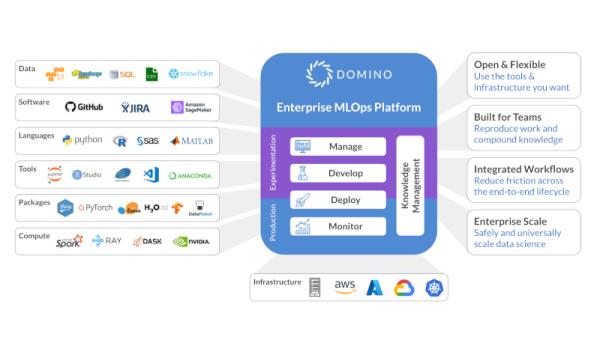 Data
S3
SQL
CSV
snowflake
Software
GitHub
JIRA
Amazon
SageMaker
Languages
python
R
sas
MATLAB
Tools
jupyter
R Studio
ANACONDA
Packages
PyTorch
H2O.ai
DataRobot
Compute
Spark
RAY
DASK
NVIDIA.
DOMINO
Enterprise MLOps Platform
Experimentation
Production
Manage
Develop
Deploy
Monitor
Knowledge
Management
Open & Flexible
Use the tools &
infrastructure you want
Built for Teams
Reproduce work and
compound knowledge
Integrated Workflows
Reduce friction across
the end-to-end lifecycle
Enterprise Scale
Safely and universally
scale data science
Infrastructure
aws